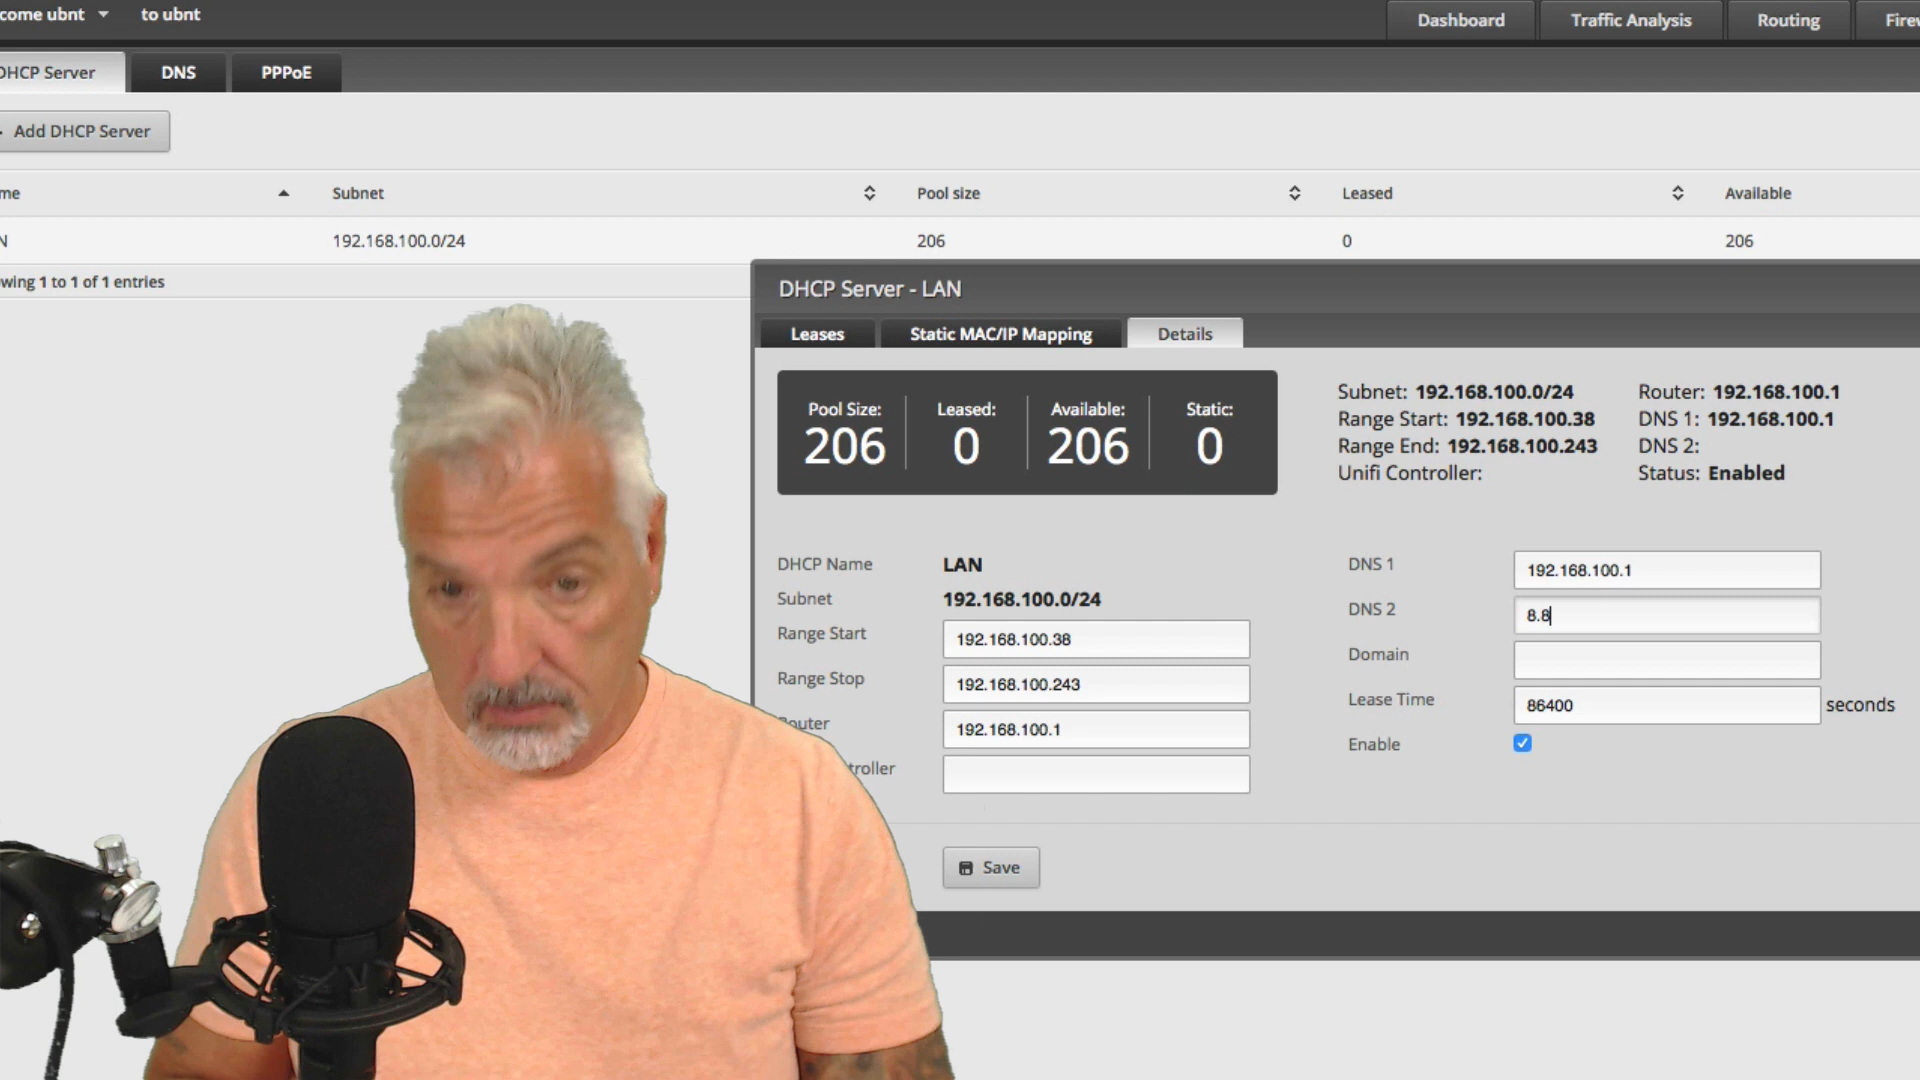 come ubnt to ubnt
Dashboard Traffic Analysis Routing Firew
DHCP Server DNS PPPoE
Add DHCP Server
me Subnet Pool size Leased Available
N 192.168.100.0/24 206 0 206
wing 1 to 1 of 1 entries
DHCP Server - LAN
Leases Static MAC/IP Mapping Details
Pool Size: Leased: Available: Static:
206 0 206 0
Subnet: 192.168.100.0/24 Router: 192.168.100.1
Range Start: 192.168.100.38 DNS 1: 192.168.100.1
Range End: 192.168.100.243 DNS 2:
Unifi Controller: Status: Enabled
DHCP Name LAN
Subnet 192.168.100.0/24
Range Start 192.168.100.38
Range Stop 192.168.100.243
Router 192.168.100.1
troller
DNS 1 192.168.100.1
DNS 2 8.8
Domain
Lease Time 86400 seconds
Enable
Save